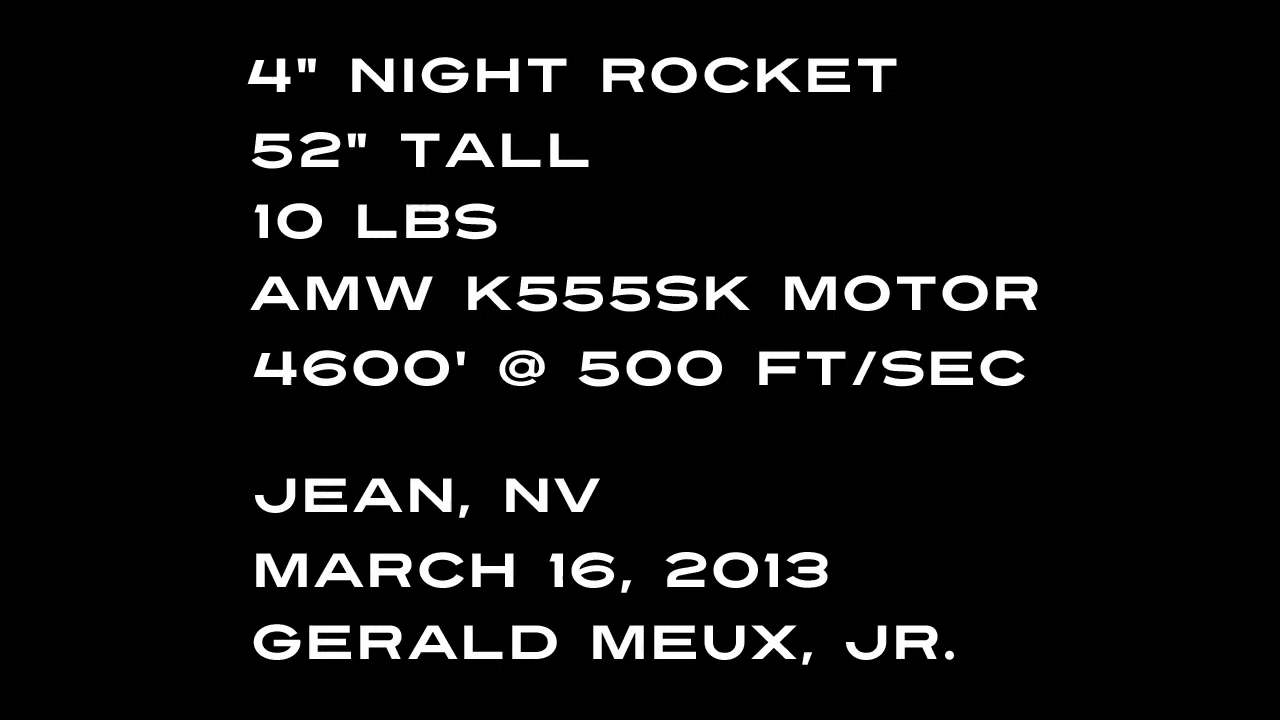 4" NIGHT ROCKET
52" TALL
10 LBS
AMW K555SK MOTOR
4600' @ 500 FT/SEC
JEAN, NV
MARCH 16, 2013
GERALD MEUX, JR.